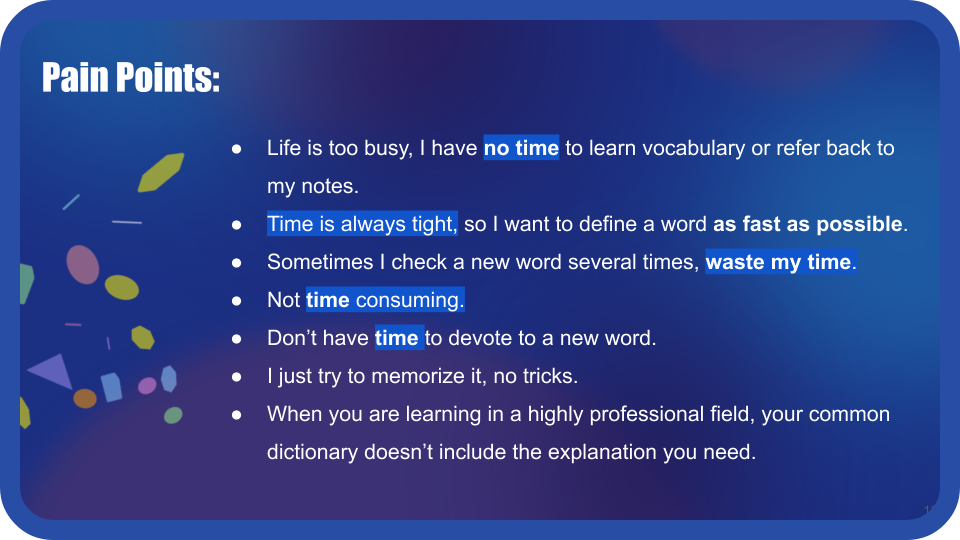 Pain Points:
● Life is too busy, I have no time to learn vocabulary or refer back to
my notes.
● Time is always tight, so I want to define a word as fast as possible.
● Sometimes I check a new word several times, waste my time.
● Not time consuming.
● Don’t have time to devote to a new word.
● I just try to memorize it, no tricks.
● When you are learning in a highly professional field, your common
dictionary doesn’t include the explanation you need.